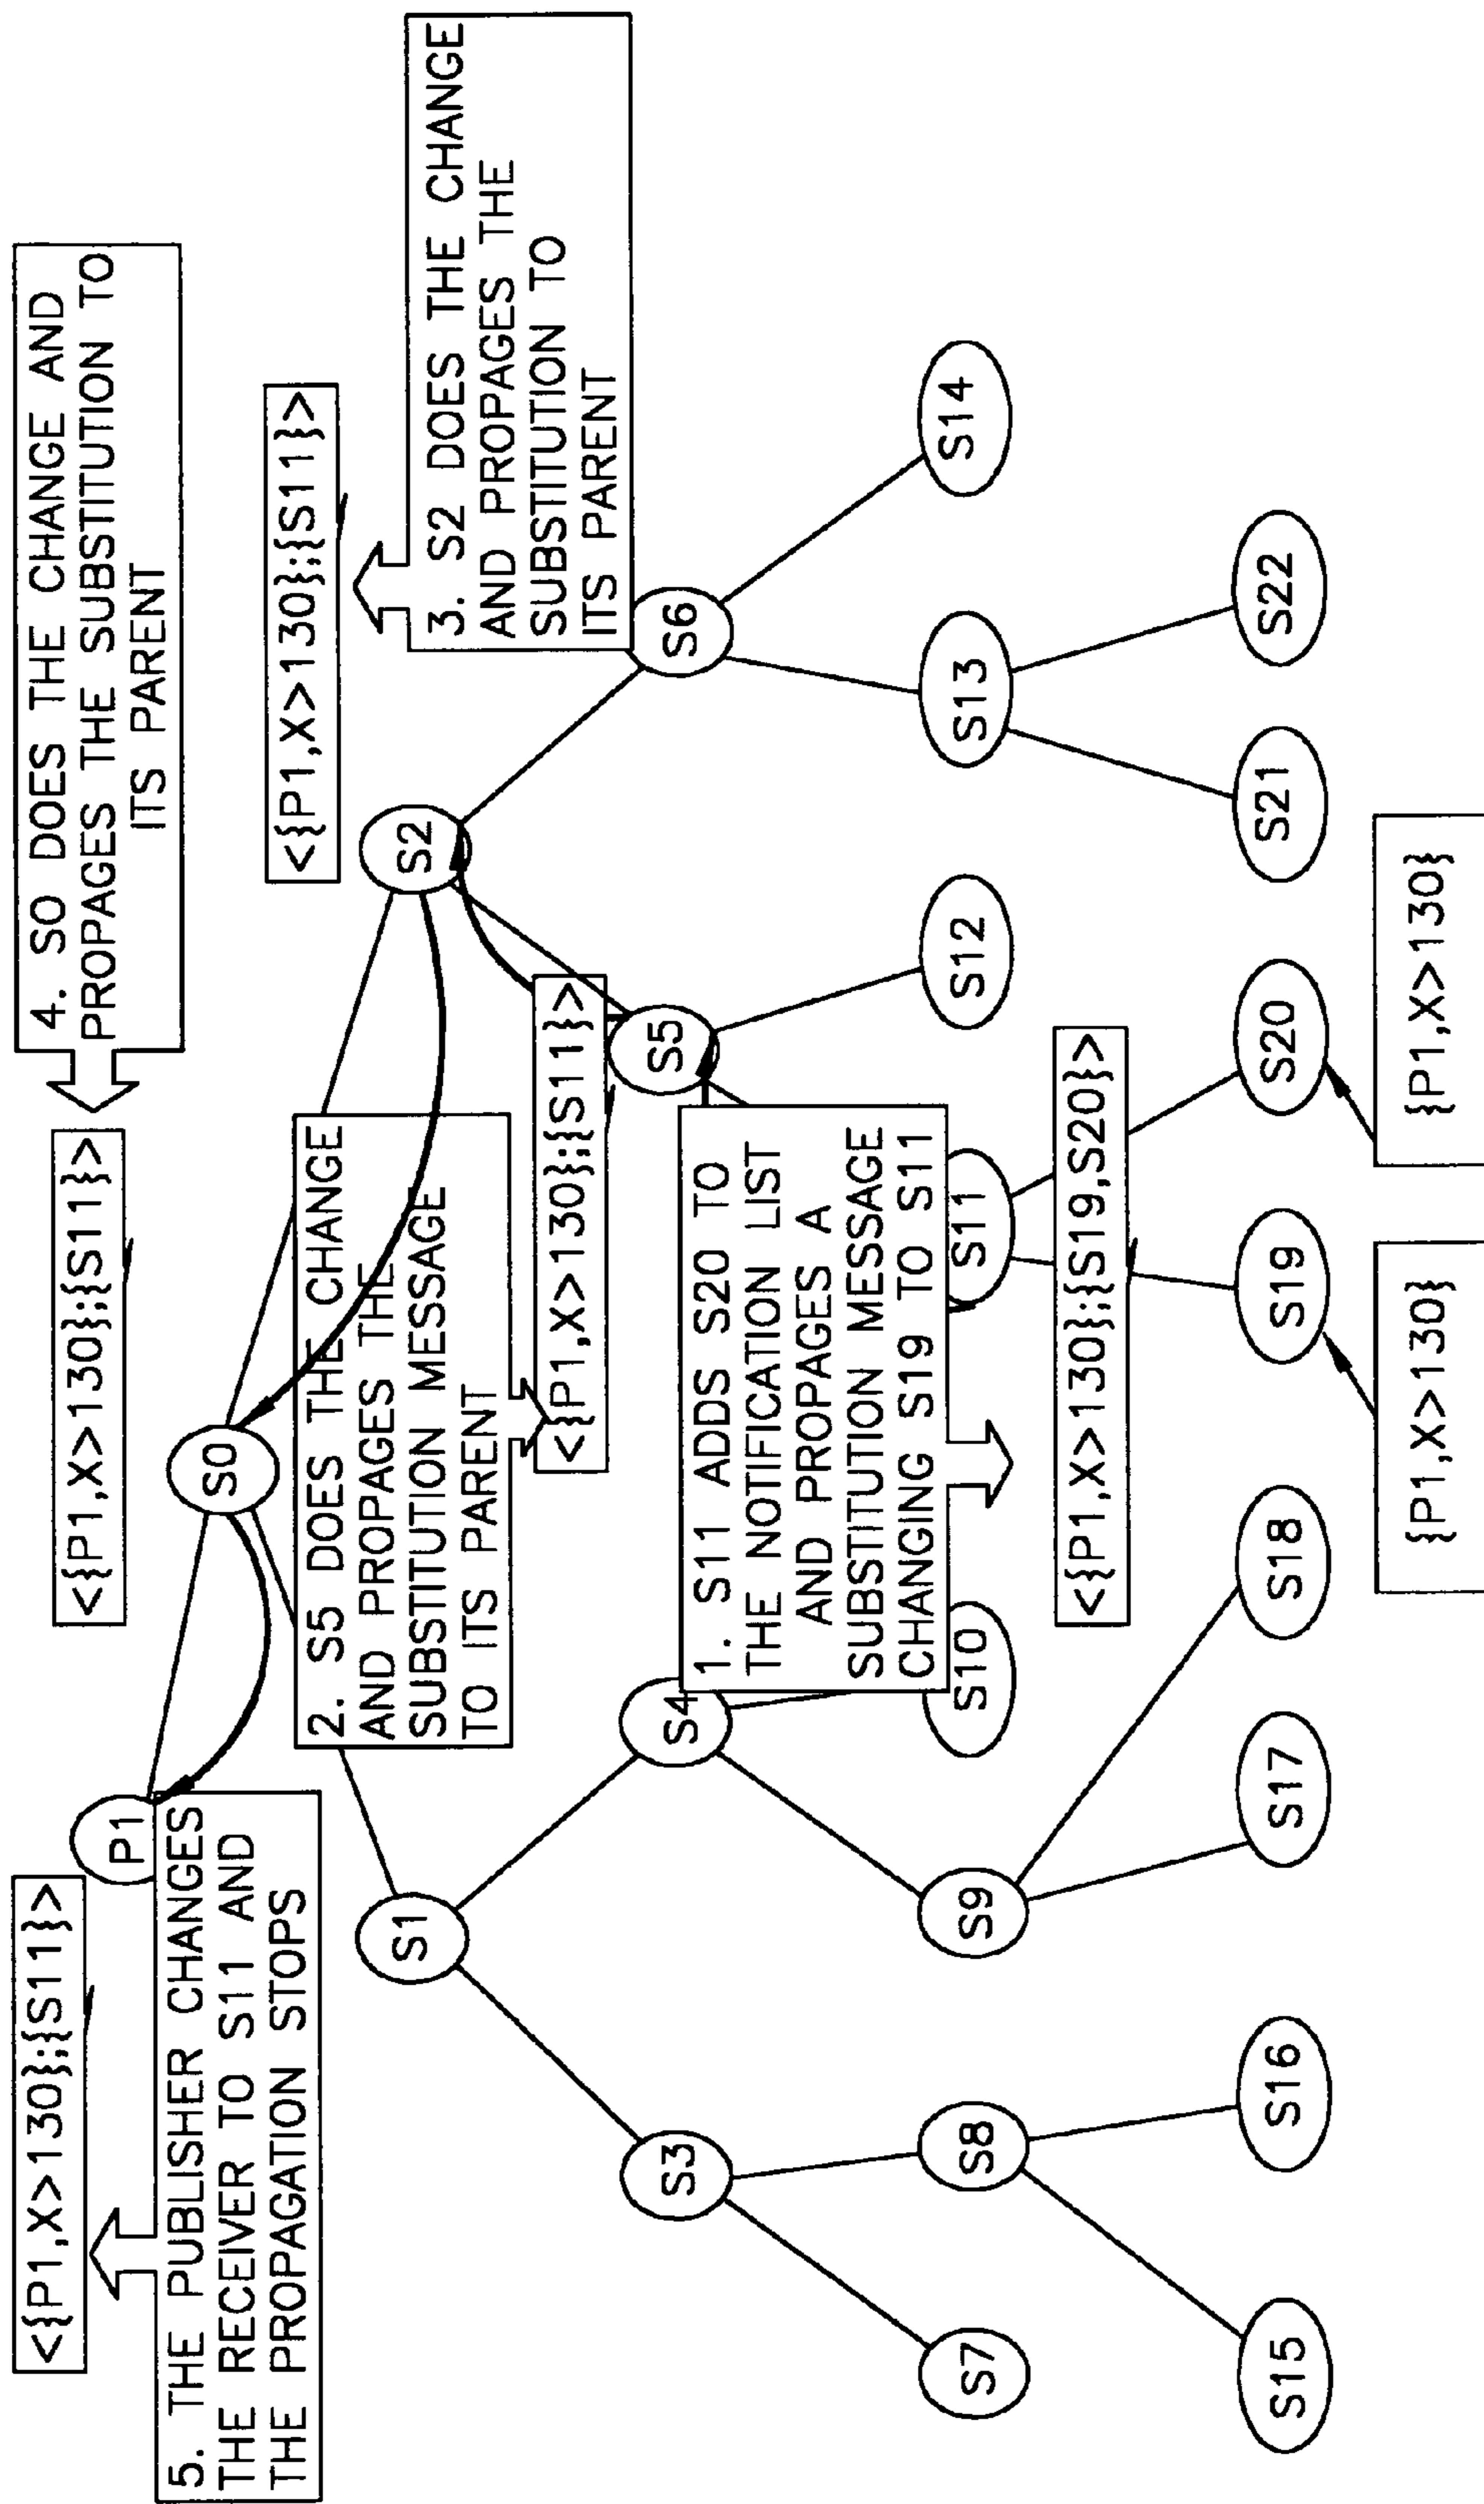 4. SO DOES THE CHANGE AND
PROPAGES THE SUBSTITUTION TO
ITS PARENT
<{P1,X>130};{S11}>
5. THE PUBLISHER CHANGES
THE RECEIVER TO S11 AND
THE PROPAGATION STOPS
<{P1,X>130};{S11}>
P1
S0
<{P1,X>130};{S11}>
3. S2 DOES THE CHANGE
AND PROPAGES THE
SUBSTITUTION TO
ITS PARENT
2. S5 DOES THE CHANGE
AND PROPAGES THE
SUBSTITUTION MESSAGE
TO ITS PARENT
S1
S2
<{P1,X>130};{S11}>
S3
S4
S5
S6
1. S11 ADDS S20 TO
THE NOTIFICATION LIST
AND PROPAGES A
SUBSTITUTION MESSAGE
CHANGING S19 TO S11
S7
S8
S9
S10
S11
S12
S13
S14
<{P1,X>130};{S19,S20}>
S15
S16
S17
S18
S19
S20
S21
S22
{P1,X>130}
{P1,X>130}